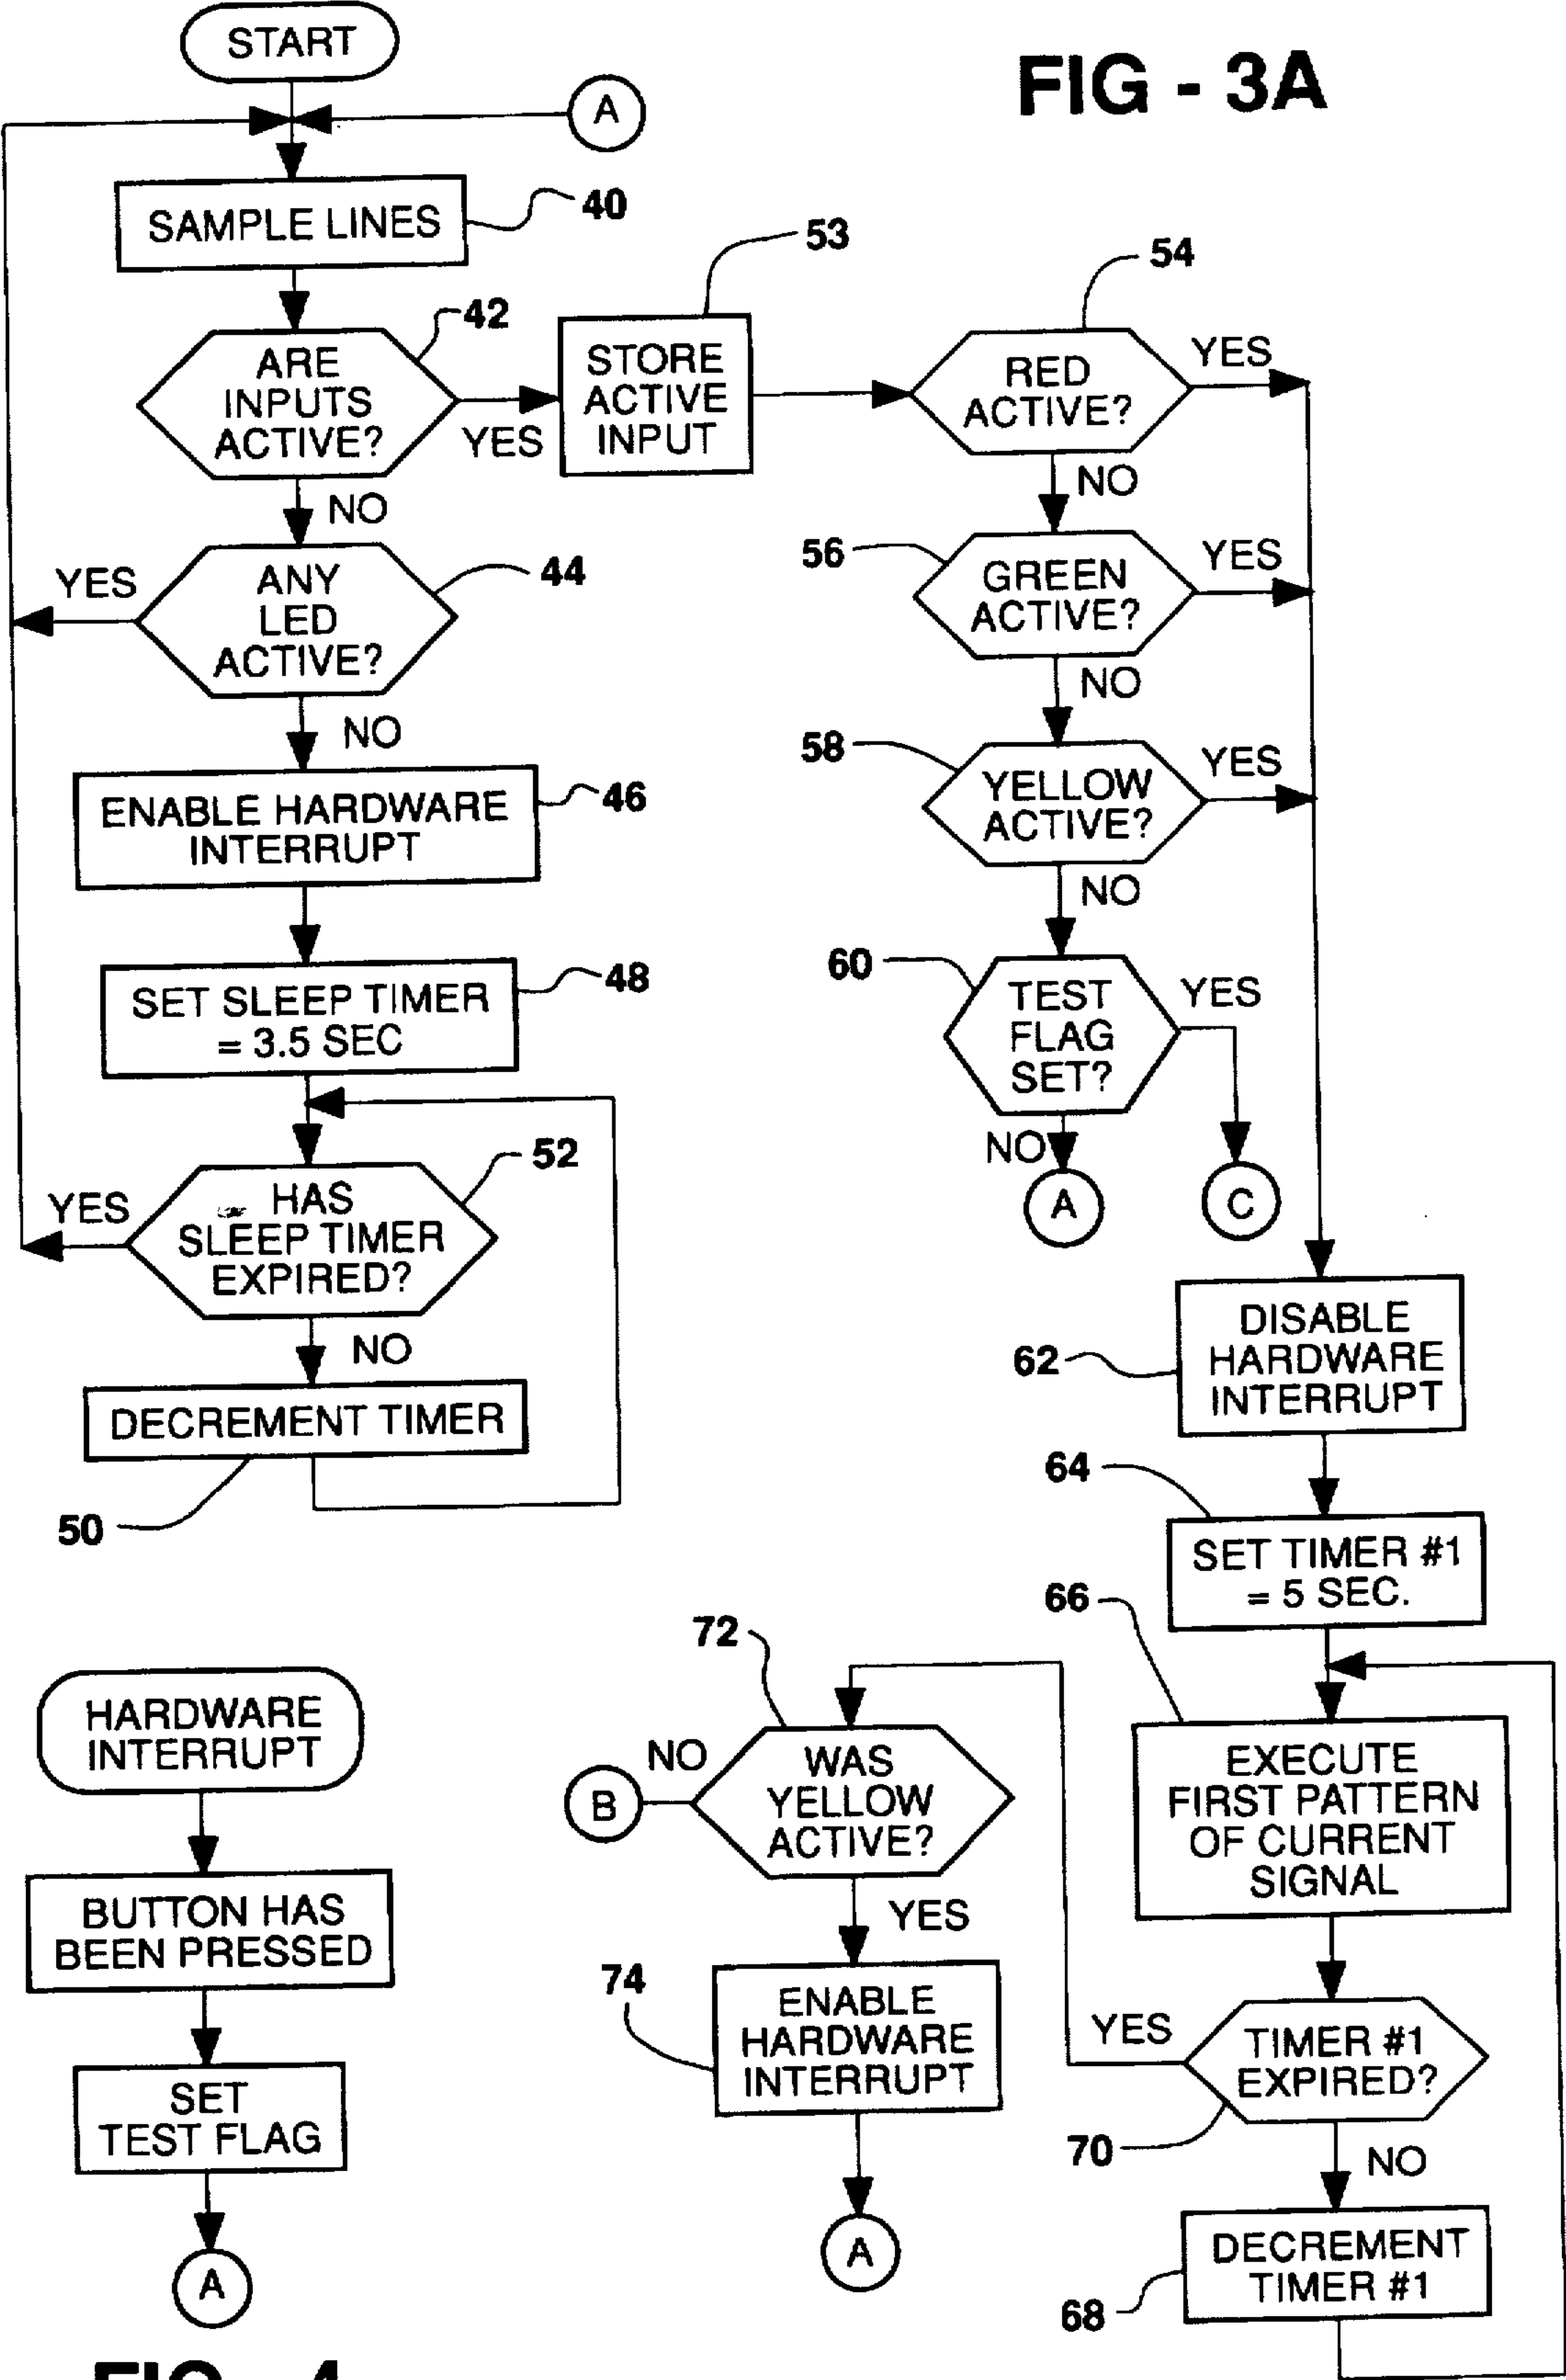 START
FIG - 3A
A
SAMPLE LINES
40
ARE
INPUTS
ACTIVE?
42
YES
NO
STORE
ACTIVE
INPUT
53
RED
ACTIVE?
54
YES
NO
ANY
LED
ACTIVE?
44
YES
NO
GREEN
ACTIVE?
56
YES
NO
ENABLE HARDWARE
INTERRUPT
46
YELLOW
ACTIVE?
58
YES
NO
SET SLEEP TIMER
= 3.5 SEC
48
TEST
FLAG
SET?
60
YES
NO
A
C
HAS
SLEEP TIMER
EXPIRED?
52
YES
NO
DECREMENT TIMER
50
DISABLE
HARDWARE
INTERRUPT
62
SET TIMER #1
= 5 SEC.
64
EXECUTE
FIRST PATTERN
OF CURRENT
SIGNAL
66
TIMER #1
EXPIRED?
70
YES
NO
DECREMENT
TIMER #1
68
WAS
YELLOW
ACTIVE?
72
NO
B
YES
ENABLE
HARDWARE
INTERRUPT
74
A
HARDWARE
INTERRUPT
BUTTON HAS
BEEN PRESSED
SET
TEST FLAG
A
FIG - 4